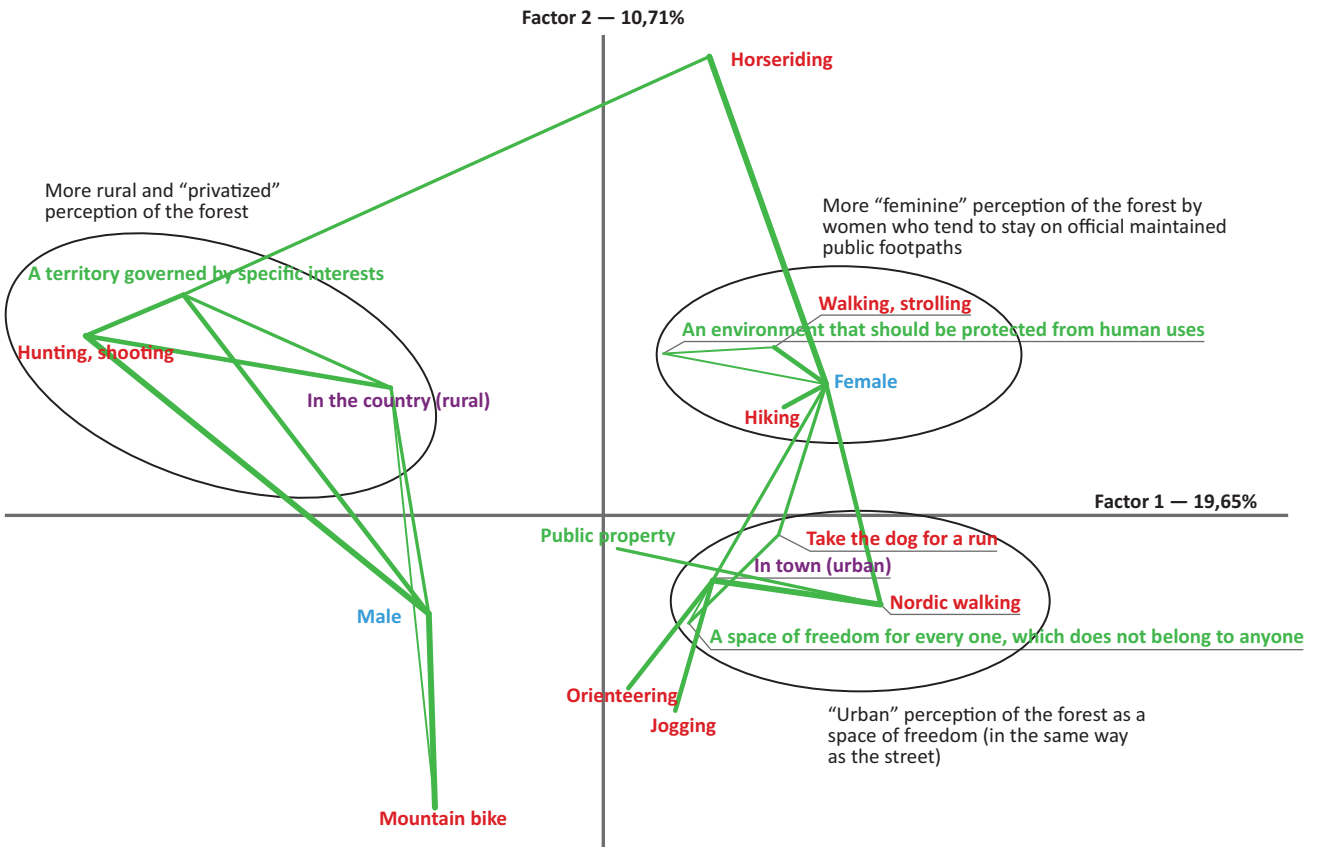 Factor 2 — 10,71%
Horseriding
More rural and “privatized”
perception of the forest
More “feminine” perception of the forest by
women who tend to stay on official maintained
public footpaths
A territory governed by specific interests
Walking, strolling
An environment that should be protected from human uses
Hunting, shooting
Female
In the country (rural)
Hiking
Factor 1 — 19,65%
Public property
Take the dog for a run
In town (urban)
Nordic walking
Male
A space of freedom for every one, which does not belong to anyone
Orienteering
Jogging
“Urban” perception of the forest as a
space of freedom (in the same way
as the street)
Mountain bike